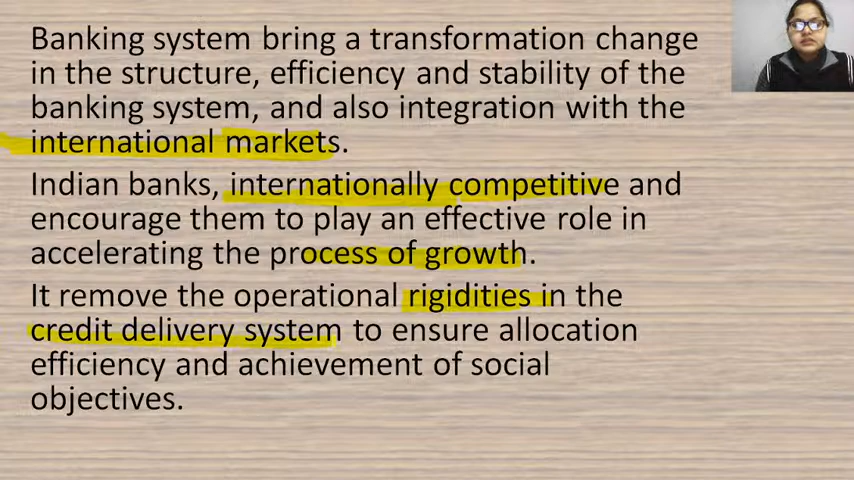 Banking system bring a transformation change
in the structure, efficiency and stability of the
banking system, and also integration with the
international markets.
Indian banks, internationally competitive and
encourage them to play an effective role in
accelerating the process of growth.
It remove the operational rigidities in the
credit delivery system to ensure allocation
efficiency and achievement of social
objectives.